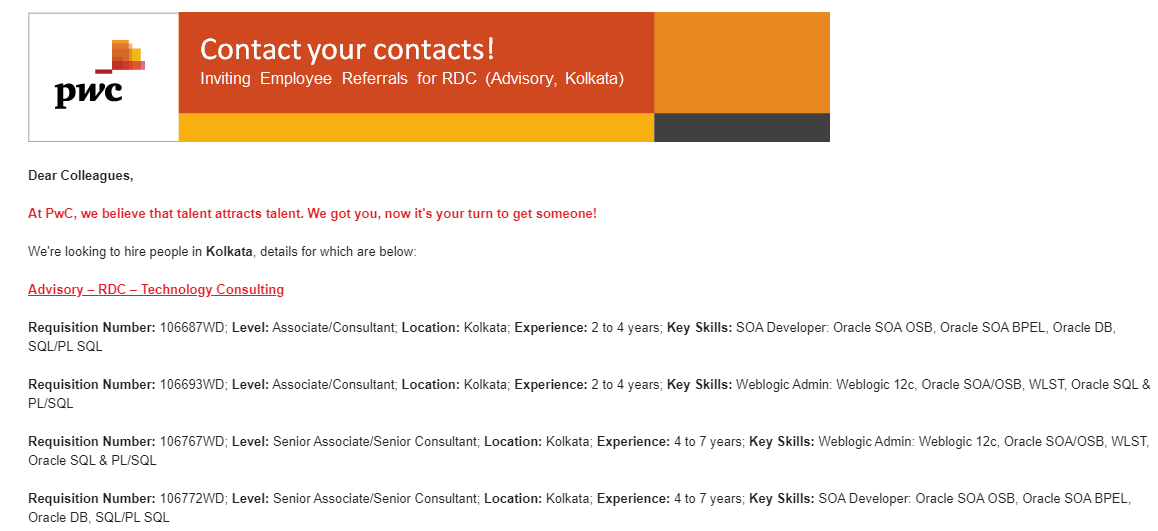 pwc
Contact your contacts!
Inviting Employee Referrals for RDC (Advisory, Kolkata)
Dear Colleagues,
At PwC, we believe that talent attracts talent. We got you, now it's your turn to get someone!
We're looking to hire people in Kolkata, details for which are below:
Advisory – RDC – Technology Consulting
Requisition Number: 106687WD; Level: Associate/Consultant; Location: Kolkata; Experience: 2 to 4 years; Key Skills: SOA Developer: Oracle SOA OSB, Oracle SOA BPEL, Oracle DB,
SQL/PL SQL
Requisition Number: 106693WD; Level: Associate/Consultant; Location: Kolkata; Experience: 2 to 4 years; Key Skills: Weblogic Admin: Weblogic 12c, Oracle SOA/OSB, WLST, Oracle SQL &
PL/SQL
Requisition Number: 106767WD; Level: Senior Associate/Senior Consultant; Location: Kolkata; Experience: 4 to 7 years; Key Skills: Weblogic Admin: Weblogic 12c, Oracle SOA/OSB, WLST,
Oracle SQL & PL/SQL
Requisition Number: 106772WD; Level: Senior Associate/Senior Consultant; Location: Kolkata; Experience: 4 to 7 years; Key Skills: SOA Developer: Oracle SOA OSB, Oracle SOA BPEL,
Oracle DB, SQL/PL SQL